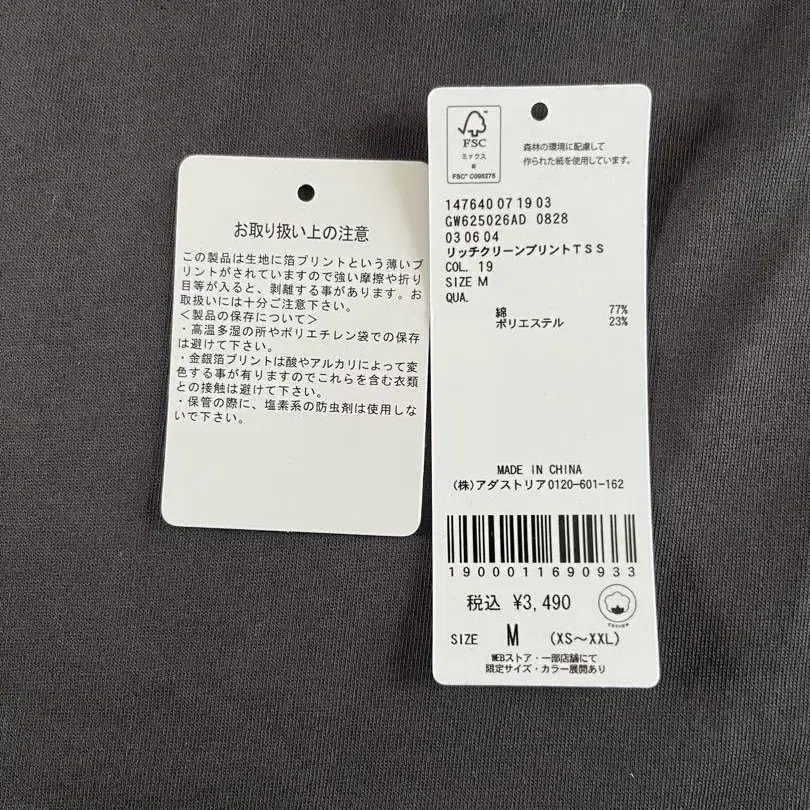 お取り扱い上の注意
この製品は生地に箔プリントという薄いプ
リントがされていますので強い摩擦や折り
目等が入ると、剥離する事があります。お
取扱いには十分ご注意下さい。
＜製品の保存について＞
・高温多湿の所やポリエチレン袋での保存
は避けて下さい。
・金銀箔プリントは酸やアルカリによって変
色する事が有りますのでこれらを含む衣類
との接触は避けて下さい。
・保管の際に、塩素系の防虫剤は使用しな
いで下さい。
FSC
ミックス
紙
FSC™ C095275
森林の環境に配慮して
作られた紙を使用しています。
147640 07 19 03
GW625026AD 0828
03 06 04
リッチクリーンプリントTSS
COL. 19
SIZE M
QUA.
綿 77%
ポリエステル 23%
MADE IN CHINA
(株)アダストリア0120-601-162
1900011690933
税込 ¥3,490
COTTON
SIZE M (XS〜XXL)
WEBストア・一部店舗にて
限定サイズ・カラー展開あり